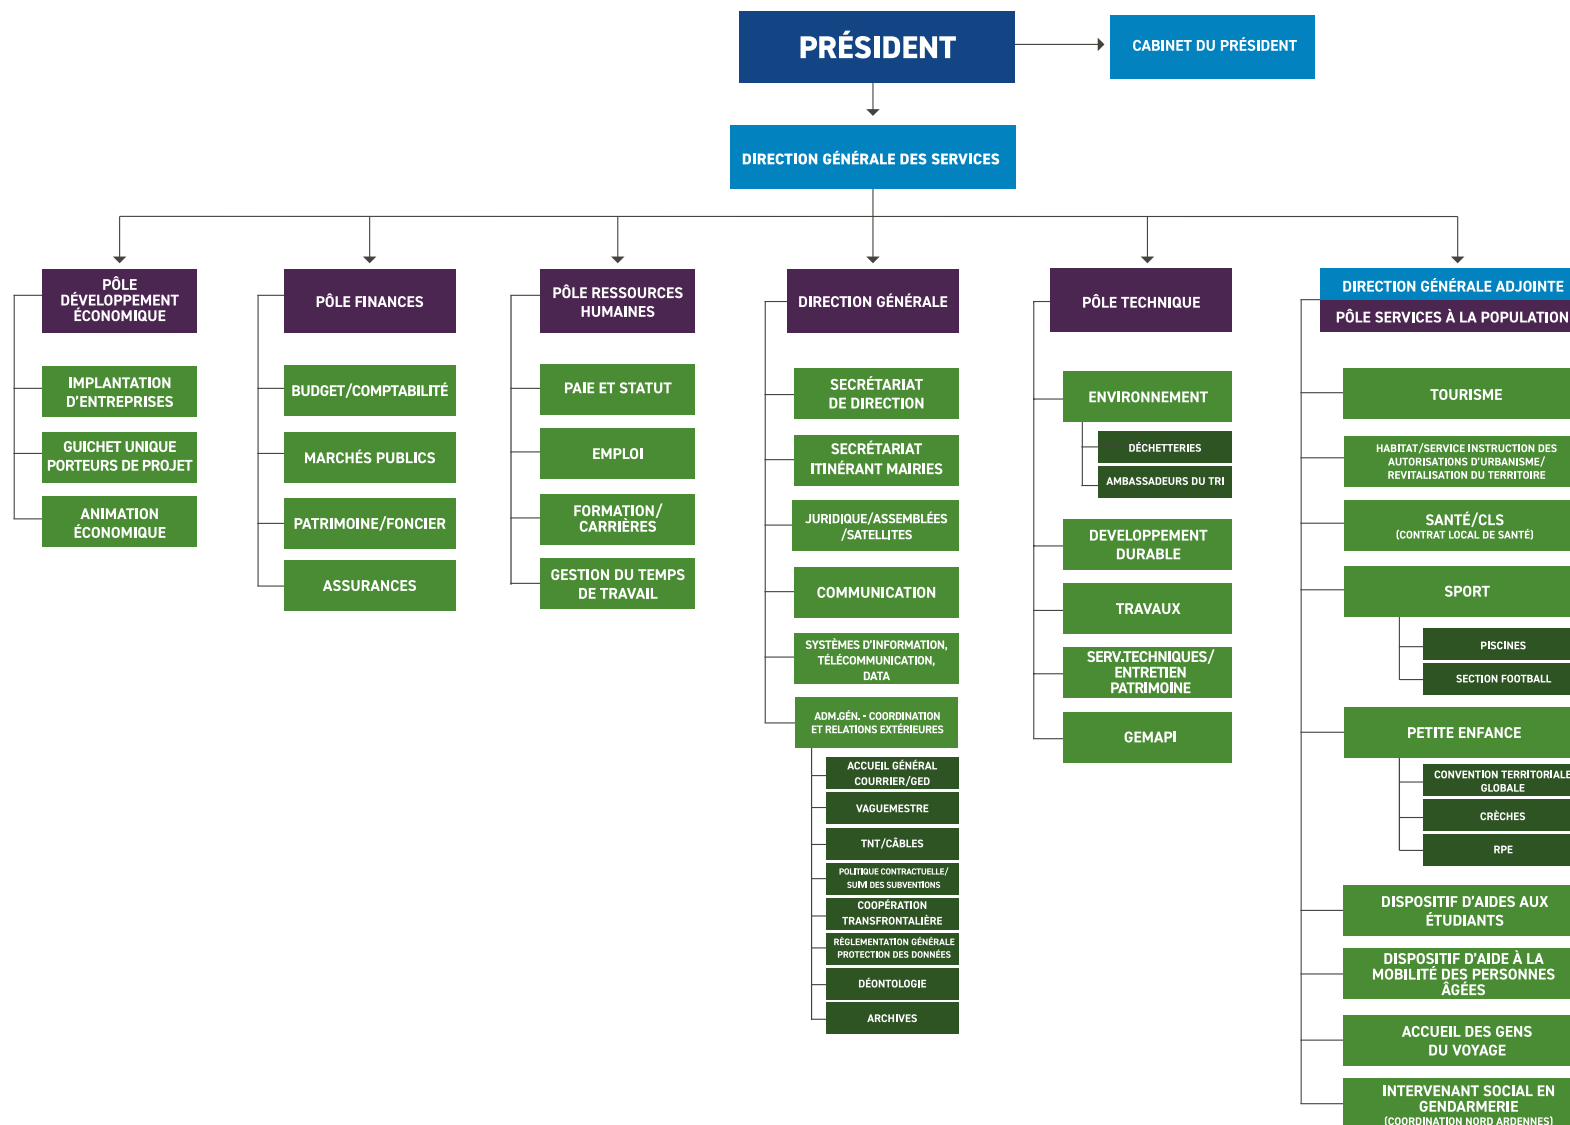 PRÉSIDENT
CABINET DU PRÉSIDENT
DIRECTION GÉNÉRALE DES SERVICES
PÔLE
DÉVELOPPEMENT
ÉCONOMIQUE
IMPLANTATION
D'ENTREPRISES
GUICHET UNIQUE
PORTEURS DE PROJET
ANIMATION
ÉCONOMIQUE
PÔLE FINANCES
BUDGET/COMPTABILITÉ
MARCHÉS PUBLICS
PATRIMOINE/FONCIER
ASSURANCES
PÔLE RESSOURCES
HUMAINES
PAIE ET STATUT
EMPLOI
FORMATION/
CARRIÈRES
GESTION DU TEMPS
DE TRAVAIL
DIRECTION GÉNÉRALE
SECRÉTARIAT
DE DIRECTION
SECRÉTARIAT
ITINÉRANT MAIRIES
JURIDIQUE/ASSEMBLÉES
/SATELLITES
COMMUNICATION
SYSTÈMES D'INFORMATION,
TÉLÉCOMMUNICATION,
DATA
ADM.GÉN. - COORDINATION
ET RELATIONS EXTÉRIEURES
ACCUEIL GÉNÉRAL
COURRIER/GED
VAGUEMESTRE
TNT/CÂBLES
POLITIQUE CONTRACTUELLE/
SUIVI DES SUBVENTIONS
COOPÉRATION
TRANSFRONTALIÈRE
RÈGLEMENTATION GÉNÉRALE
PROTECTION DES DONNÉES
DÉONTOLOGIE
ARCHIVES
PÔLE TECHNIQUE
ENVIRONNEMENT
DÉCHETTERIES
AMBASSADEURS DU TRI
DEVELOPPEMENT
DURABLE
TRAVAUX
SERV.TECHNIQUES/
ENTRETIEN
PATRIMOINE
GEMAPI
DIRECTION GÉNÉRALE ADJOINTE
PÔLE SERVICES À LA POPULATION
TOURISME
HABITAT/SERVICE INSTRUCTION DES
AUTORISATIONS D'URBANISME/
REVITALISATION DU TERRITOIRE
SANTÉ/CLS
(CONTRAT LOCAL DE SANTÉ)
SPORT
PISCINES
SECTION FOOTBALL
PETITE ENFANCE
CONVENTION TERRITORIALE
GLOBALE
CRÈCHES
RPE
DISPOSITIF D'AIDES AUX
ÉTUDIANTS
DISPOSITIF D'AIDE À LA
MOBILITÉ DES PERSONNES
ÂGÉES
ACCUEIL DES GENS
DU VOYAGE
INTERVENANT SOCIAL EN
GENDARMERIE
(COORDINATION NORD ARDENNES)